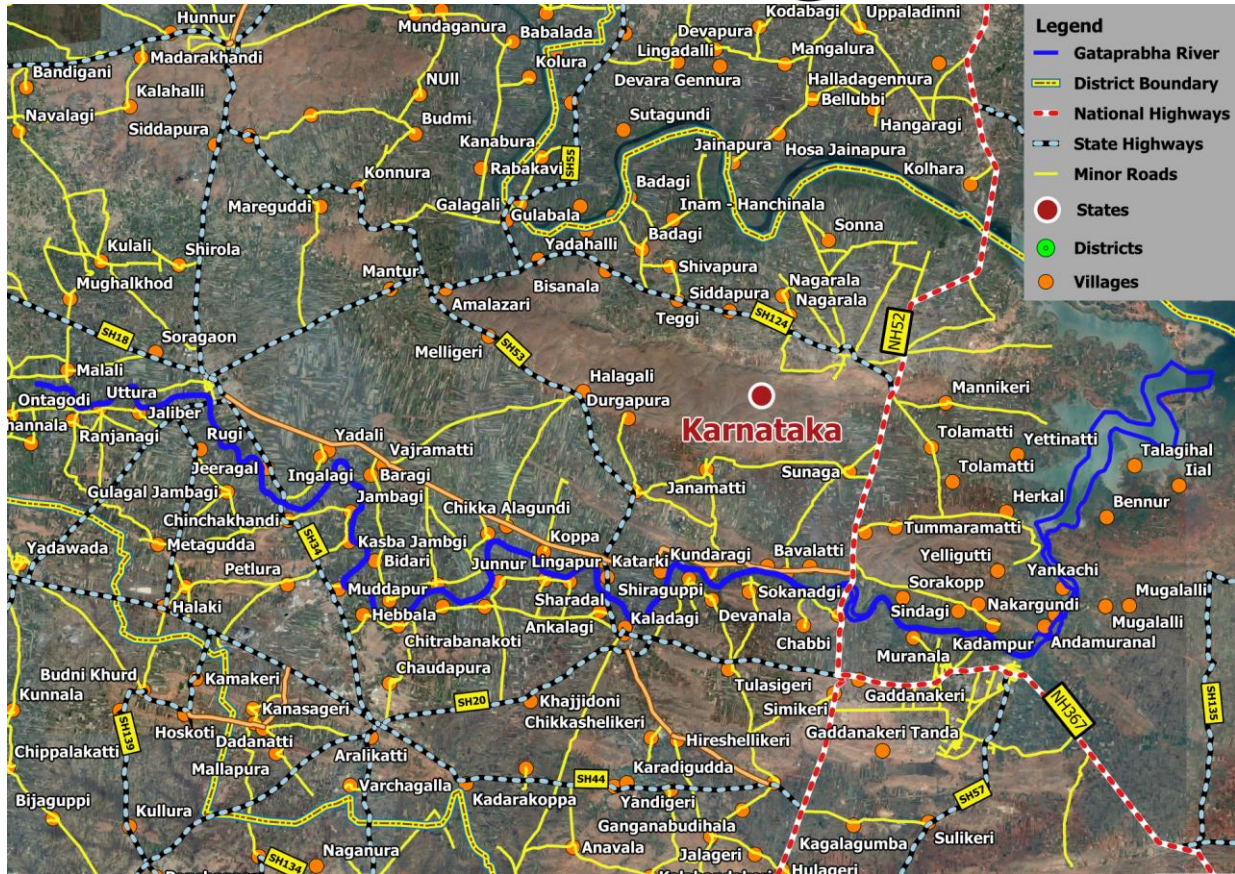 Hunnur
Mundaganura
Babalada
Devapura
Kodabagi
Uppaladinni
Legend
Gataprabha River
District Boundary
National Highways
State Highways
Minor Roads
States
Districts
Villages
Madarakhandi
Bandigani
Kolura
Lingadalli
Mangalura
Devara Gennura
Halladagennura
NUll
Kalahalli
Navalagi
Bellubbi
Siddapura
Budmi
Sutagundi
Hangaragi
Kanabura
SH55
Jainapura
Hosa Jainapura
Rabakavi
Kolhara
Konnura
Badagi
Mareguddi
Galagali
Gulabala
Inam - Hanchinala
Sonna
Kulali
Shirola
Yadahalli
Badagi
Mantur
Shivapura
Mughalkhod
Bisanala
Nagarala
Siddapura
Nagarala
Amalazari
Teggi
SH124
SH18
Soragaon
NH52
SH53
Melligeri
Malali
Halagali
Mannikeri
Uttura
Durgapura
Ontagodi
Jaliber
Karnataka
hannala
Ranjanagi
Rugi
Yadali
Vajramatti
Tolamatti
Yettinatti
Jeeragal
Ingalagi
Baragi
Sunaga
Tolamatti
Talagihal
Iial
Gulagal Jambagi
Jambagi
Janamatti
Herkal
Bennur
Chinchakhandi
Chikka Alagundi
Tummaramatti
SH34
Metagudda
Kasba Jambgi
Koppa
Yadawada
Bidari
Katarki
Kundaragi
Bavalatti
Yelligutti
Petlura
Junnur
Lingapur
Yankachi
Muddapur
Shiraguppi
Sokanadgi
Sorakopp
Mugalalli
Halaki
Hebbala
Sharadal
Sindagi
Nakargundi
Kaladagi
Devanala
Mugalalli
Chitrabanakoti
Ankalagi
Chabbi
Kadampur
Andamuranal
Muranala
Budni Khurd
Chaudapura
Kamakeri
Tulasigeri
Kunnala
SH20
Khajjidoni
Gaddanakeri
SH135
Kanasageri
Simikeri
NH367
SH139
Hoskoti
Chikkashelikeri
Dadanatti
Gaddanakeri Tanda
Aralikatti
Hireshellikeri
Chippalakatti
Mallapura
Karadigudda
Varchagalla
SH44
SH57
Bijaguppi
Kadarakoppa
Yandigeri
Kullura
Ganganabudihala
Sulikeri
Naganura
Anavala
Jalageri
Kagalagumba
SH134
Hulageri